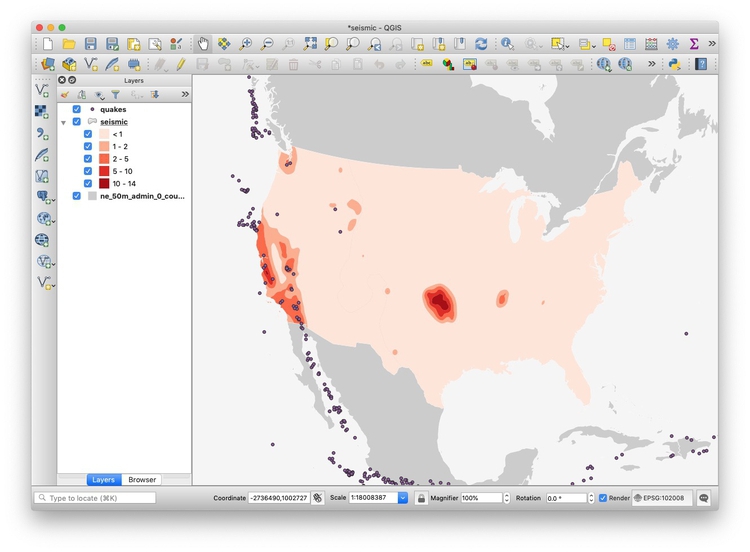 *seismic - QGIS
Layers
quakes
seismic
< 1
1 - 2
2 - 5
5 - 10
10 - 14
ne_50m_admin_0_cou...
Layers Browser
Type to locate (⌘K) Coordinate -2736490,1002727 Scale 1:18008387 Magnifier 100% Rotation 0.0 ° Render EPSG:102008